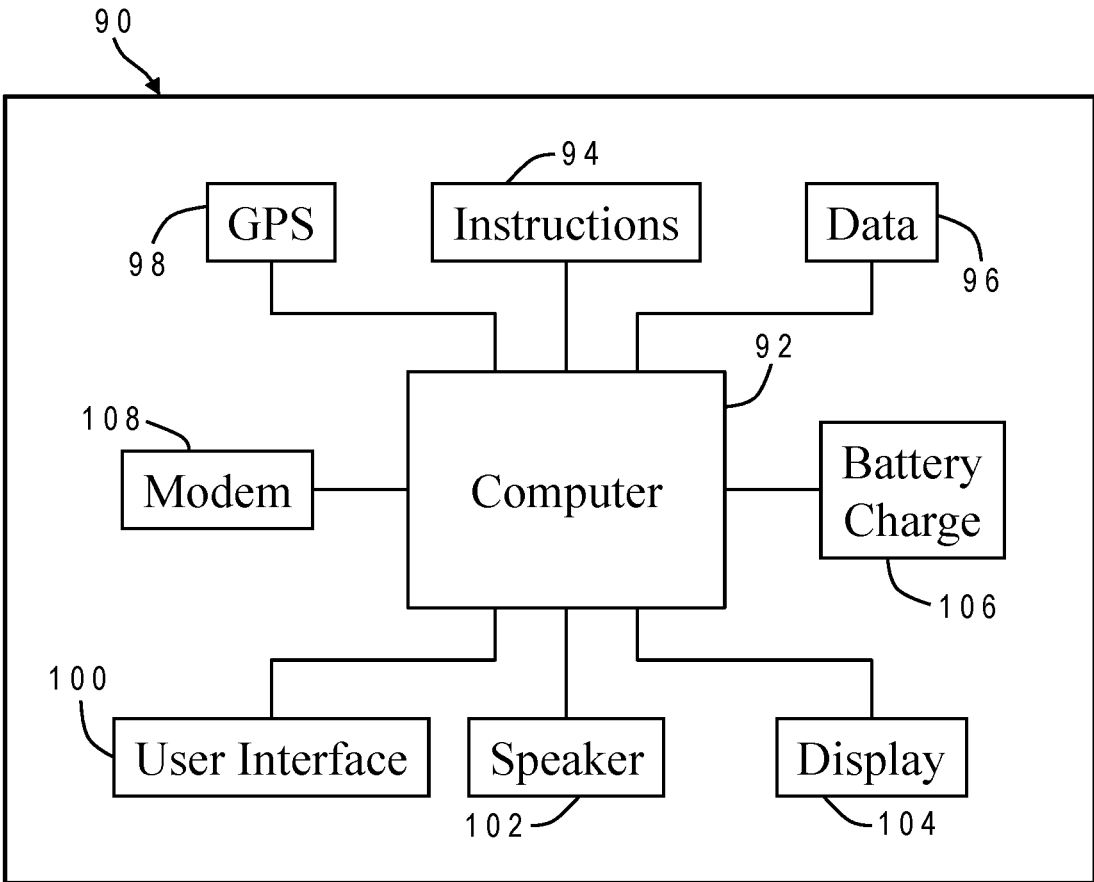 90
94
GPS
Instructions
Data
98
96
92
108
Battery
Charge
Modem
Computer
106
100
User Interface
Speaker
Display
102
104